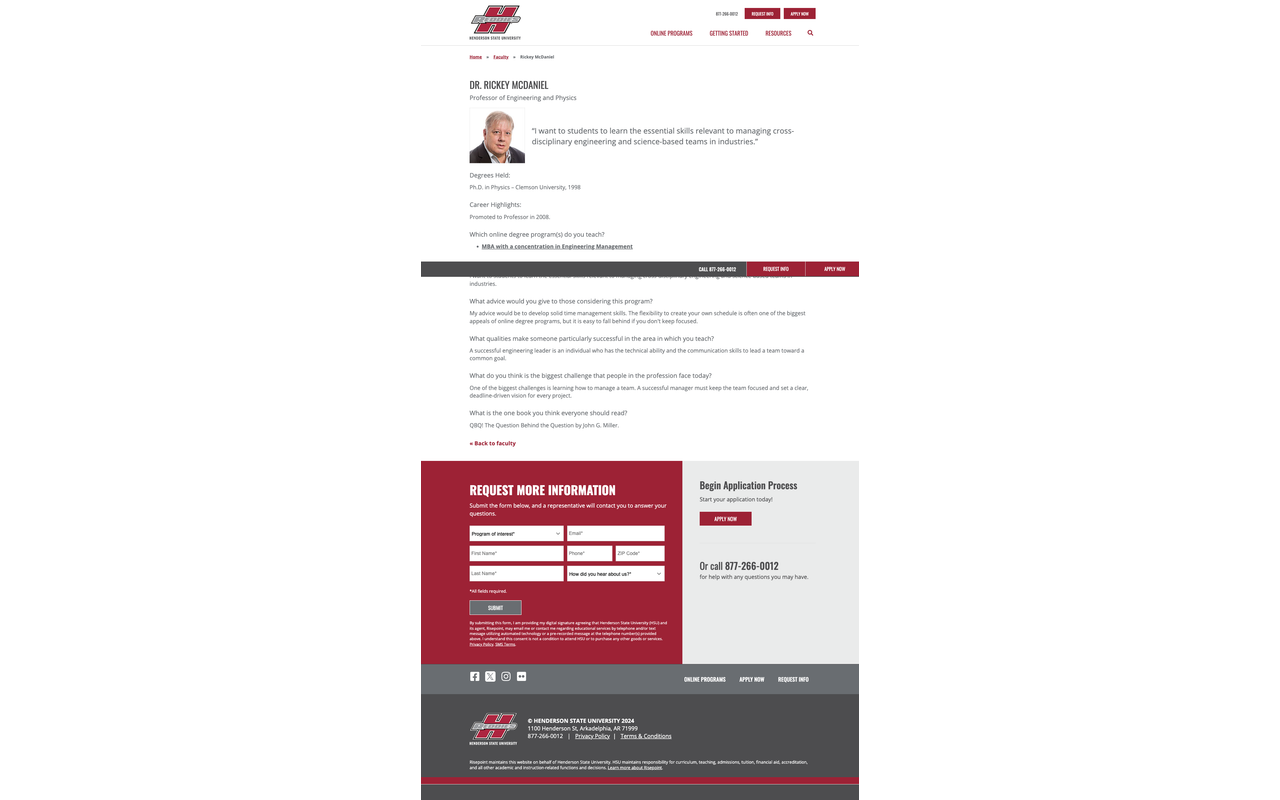 HENDERSON STATE UNIVERSITY
877-266-0012
REQUEST INFO
APPLY NOW
ONLINE PROGRAMS
GETTING STARTED
RESOURCES
Home » Faculty » Rickey McDaniel
DR. RICKEY MCDANIEL
Professor of Engineering and Physics
“I want to students to learn the essential skills relevant to managing cross-
disciplinary engineering and science-based teams in industries.”
Degrees Held:
Ph.D. in Physics – Clemson University, 1998
Career Highlights:
Promoted to Professor in 2008.
Which online degree program(s) do you teach?
• MBA with a concentration in Engineering Management
CALL 877-266-0012
REQUEST INFO
APPLY NOW
industries.
What advice would you give to those considering this program?
My advice would be to develop solid time management skills. The flexibility to create your own schedule is often one of the biggest
appeals of online degree programs, but it is easy to fall behind if you don't keep focused.
What qualities make someone particularly successful in the area in which you teach?
A successful engineering leader is an individual who has the technical ability and the communication skills to lead a team toward a
common goal.
What do you think is the biggest challenge that people in the profession face today?
One of the biggest challenges is learning how to manage a team. A successful manager must keep the team focused and set a clear,
deadline-driven vision for every project.
What is the one book you think everyone should read?
QBQ! The Question Behind the Question by John G. Miller.
« Back to faculty
REQUEST MORE INFORMATION
Submit the form below, and a representative will contact you to answer your
questions.
Program of Interest*
Email*
First Name*
Phone*
ZIP Code*
Last Name*
How did you hear about us?*
*All fields required.
SUBMIT
By submitting this form, I am providing my digital signature agreeing that Henderson State University (HSU) and
its agent, Risepoint, may email me or contact me regarding educational services by telephone and/or text
message utilizing automated technology or a pre-recorded message at the telephone number(s) provided
above. I understand this consent is not a condition to attend HSU or to purchase any other goods or services.
Privacy Policy. SMS Terms.
Begin Application Process
Start your application today!
APPLY NOW
Or call 877-266-0012
for help with any questions you may have.
ONLINE PROGRAMS
APPLY NOW
REQUEST INFO
HENDERSON STATE UNIVERSITY
© HENDERSON STATE UNIVERSITY 2024
1100 Henderson St, Arkadelphia, AR 71999
877-266-0012 | Privacy Policy | Terms & Conditions
Risepoint maintains this website on behalf of Henderson State University. HSU maintains responsibility for curriculum, teaching, admissions, tuition, financial aid, accreditation,
and all other academic and instruction-related functions and decisions. Learn more about Risepoint.